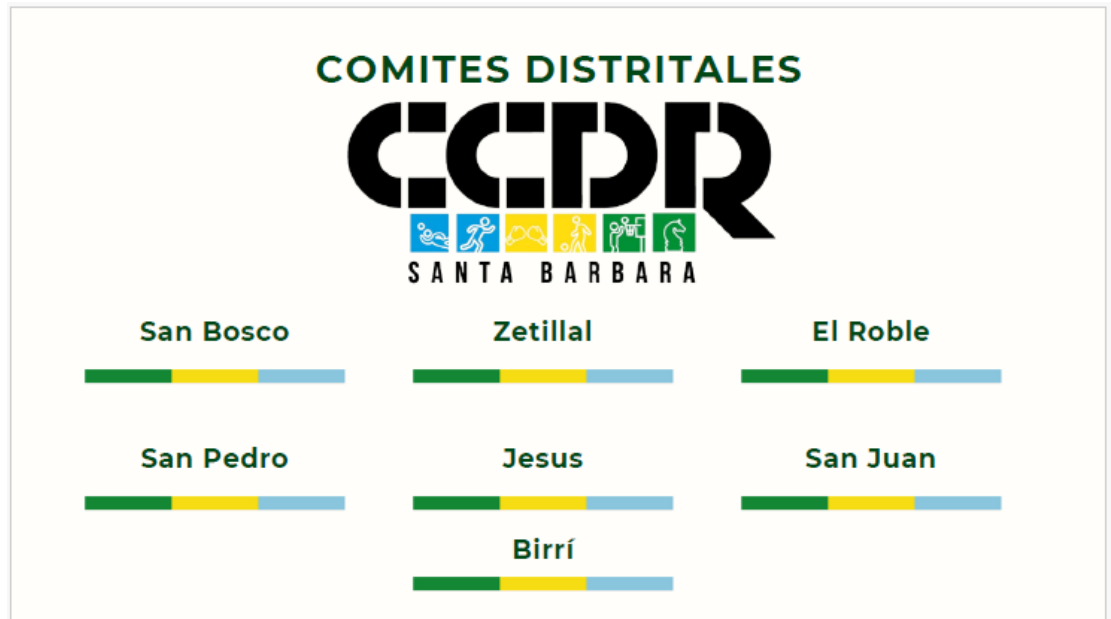 COMITES DISTRITALES
CCDR
SANTA BARBARA
San Bosco Zetillal El Roble
San Pedro Jesus San Juan
Birrí